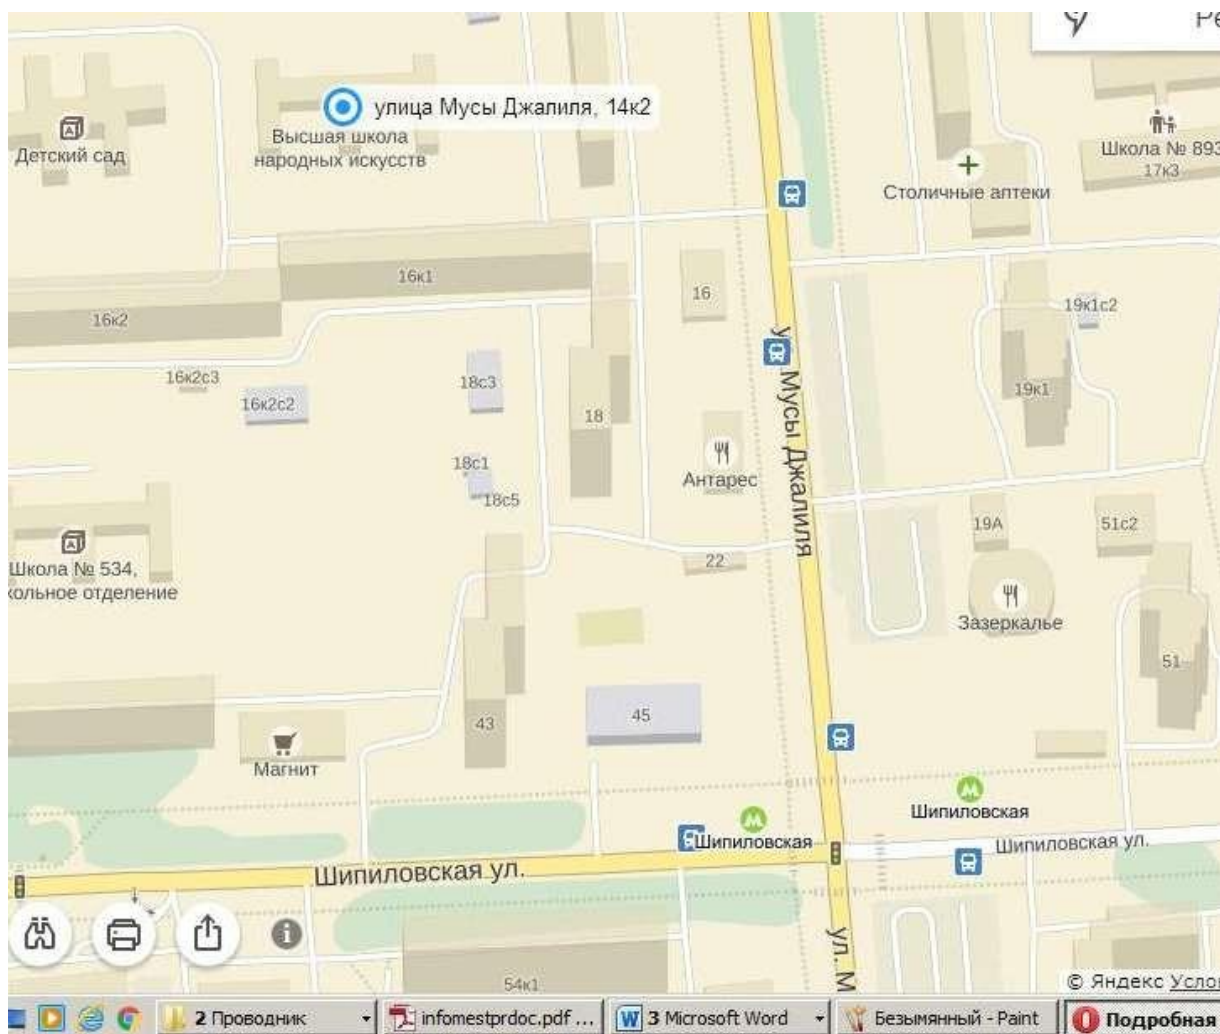 Ре
улица Мусы Джалиля, 14к2
Высшая школа
народных искусств
Детский сад
Школа № 893
17к3
Столичные аптеки
16к1
16
16к2
19к1с2
16к2с3
16к2с2
18с3
18
19к1
ул. Мусы Джалиля
18с1
18с5
Антарес
19А
51с2
Школа № 534,
кольное отделение
22
Зазеркалье
51
43
45
Магнит
Шипиловская
Шипиловская
Шипиловская ул.
Шипиловская ул.
ул. М
54к1
© Яндекс Усло
2 Проводник
infomestprdoc.pdf ...
3 Microsoft Word
Безымянный - Paint
Подробная